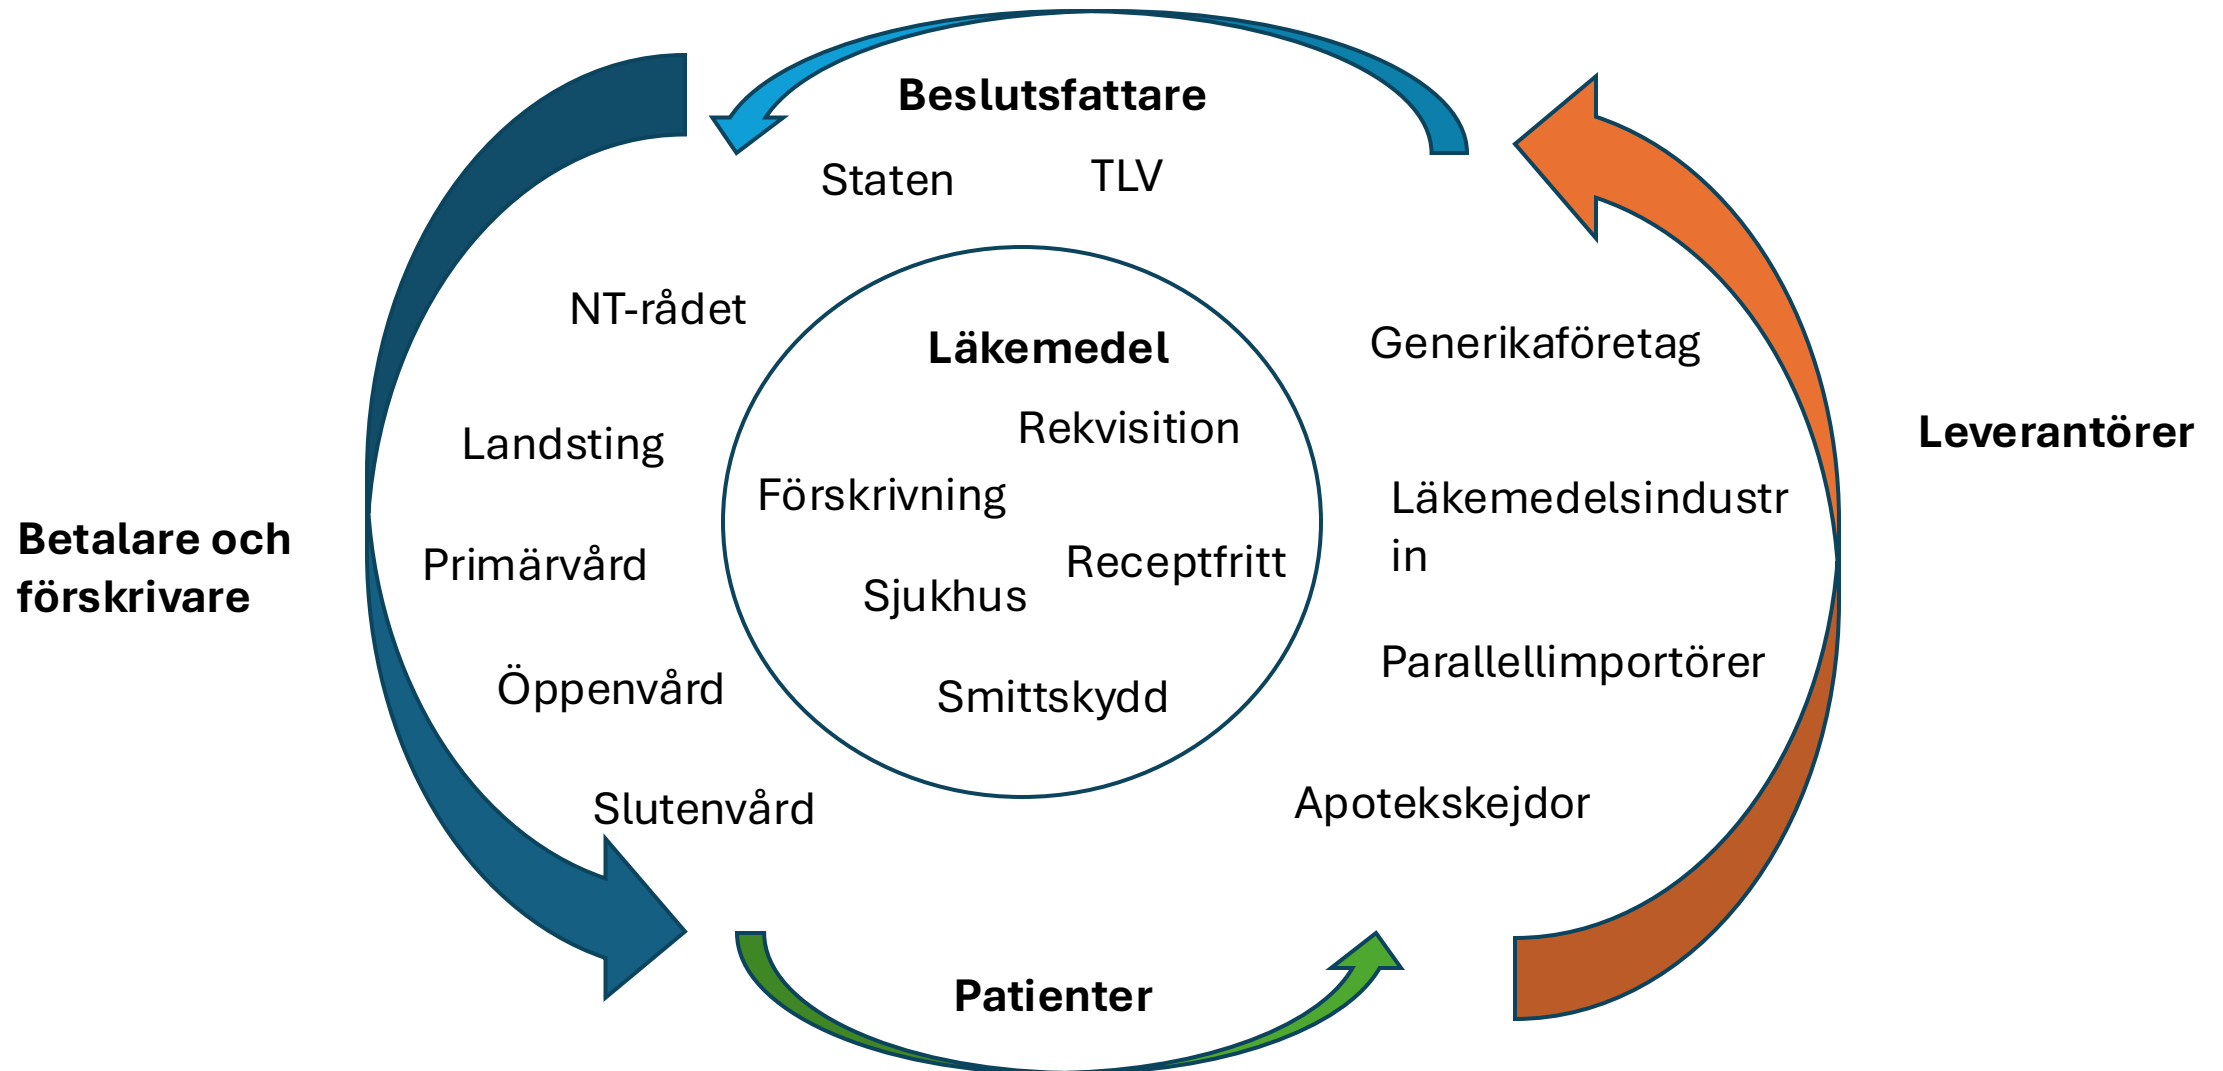 Beslutsfattare
Staten
TLV
NT-rådet
Landsting
Primärvård
Öppenvård
Slutenvård
Betalare och
förskrivare
Läkemedel
Rekvisition
Förskrivning
Receptfritt
Sjukhus
Smittskydd
Generikaföretag
Läkemedelsindustr
in
Parallellimportörer
Apotekskejdor
Leverantörer
Patienter